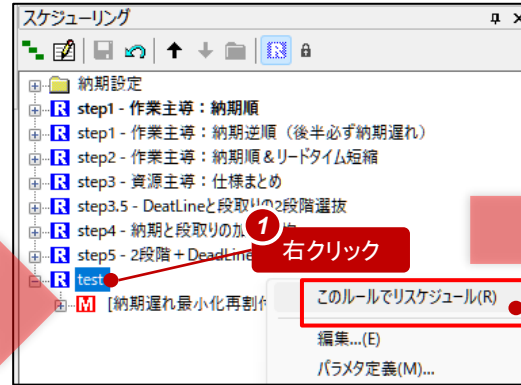 スケジューリング
納期設定
step1 - 作業主導：納期順
step1 - 作業主導：納期逆順（後半必ず納期遅れ）
step2 - 作業主導：納期順＆リードタイム短縮
step3 - 資源主導：仕様まとめ
step3.5 - DeatLineと段取りの2段階選抜
step4 - 納期と段取りの加
step5 - 2段階＋DeadLine
1
右クリック
test
[納期遅れ最小化再割付
このルールでリスケジュール(R)
編集...(E)
パラメタ定義(M)...